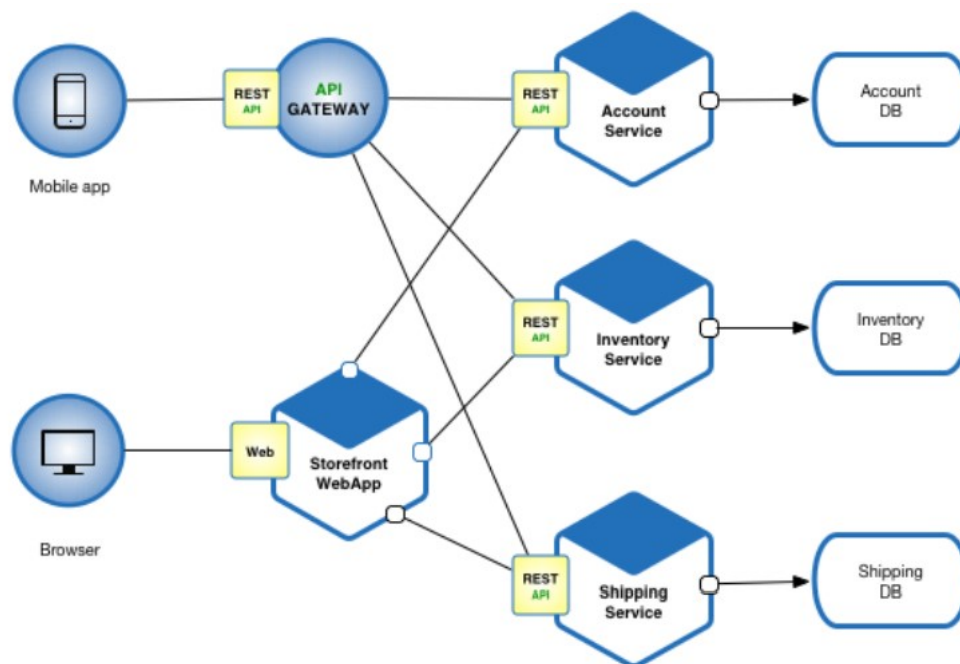 REST
API
API
GATEWAY
REST
API
Account
Service
Account
DB
Mobile app
REST
API
Inventory
Service
Inventory
DB
Web
Storefront
WebApp
Browser
REST
API
Shipping
Service
Shipping
DB